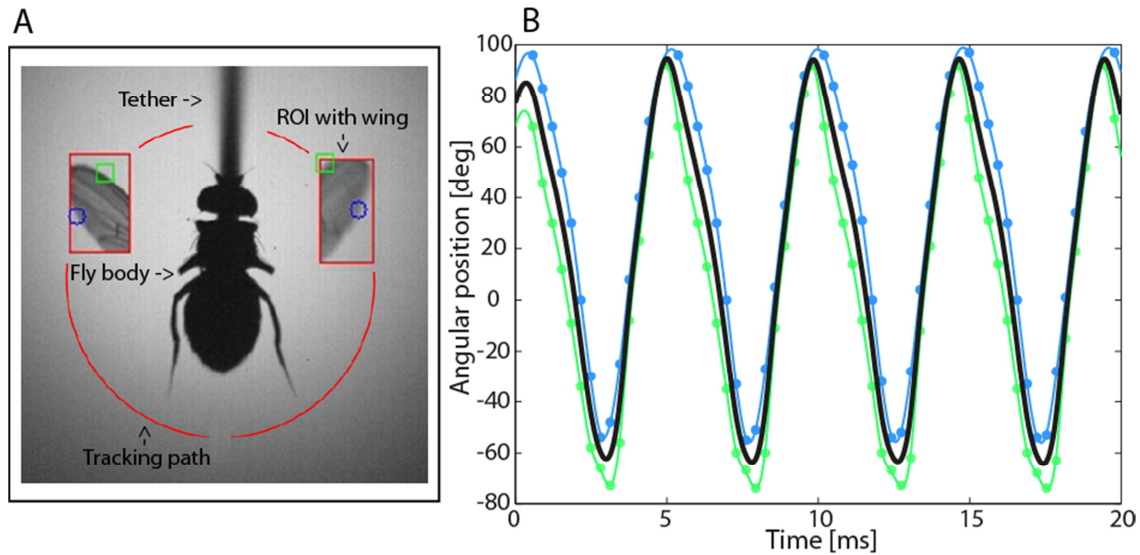 A
Tether ->
ROI with wing
->
Fly body ->
->
Tracking path
B
Angular position [deg]
100
80
60
40
20
0
-20
-40
-60
-80
0
5
10
15
20
Time [ms]